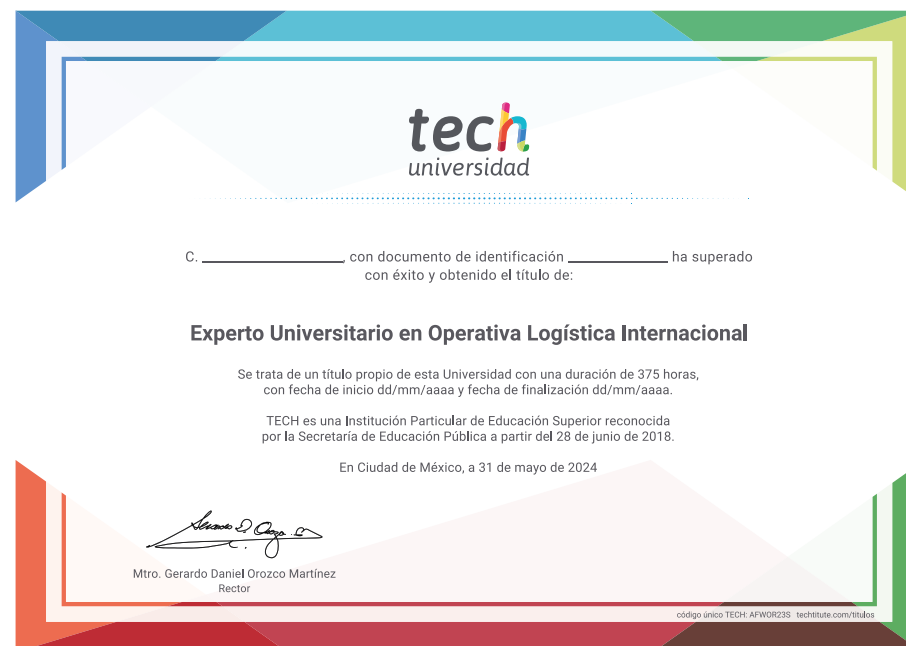 tech
universidad
C. ____________, con documento de identificación ____________ ha superado
con éxito y obtenido el título de:
Experto Universitario en Operativa Logística Internacional
Se trata de un título propio de esta Universidad con una duración de 375 horas,
con fecha de inicio dd/mm/aaaa y fecha de finalización dd/mm/aaaa.
TECH es una Institución Particular de Educación Superior reconocida
por la Secretaría de Educación Pública a partir del 28 de junio de 2018.
En Ciudad de México, a 31 de mayo de 2024
Mtro. Gerardo Daniel Orozco Martínez
Rector
código único TECH: AFWOR23S techtitute.com/titulos